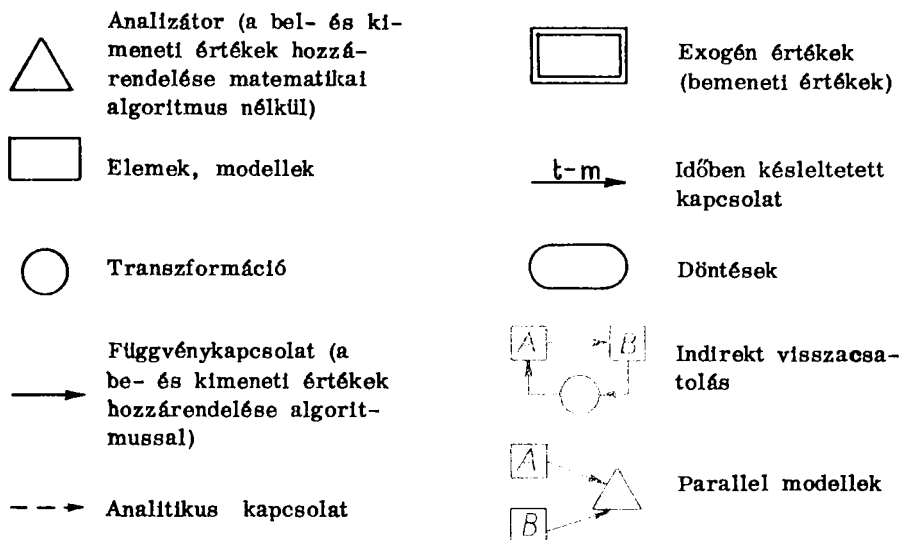 Analizátor (a bel- és ki-
meneti értékek hozzá-
rendelése matematikai
algoritmus nélkül)
Elemek, modellek
Transzformáció
Függvénykapcsolat (a
be- és kimeneti értékek
hozzárendelése algorit-
mussal)
Analitikus kapcsolat
Exogén értékek
(bemeneti értékek)
t-m
Időben késleltetett
kapcsolat
Döntések
A B
Indirekt visszacsa-
tolás
A
B
Parallel modellek